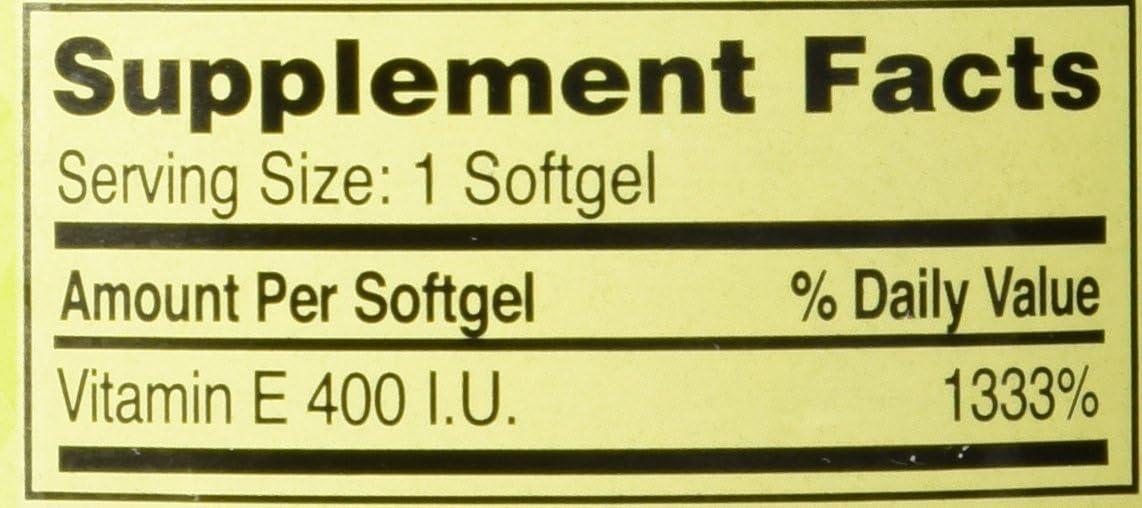 Supplement Facts
Serving Size: 1 Softgel
Amount Per Softgel % Daily Value
Vitamin E 400 I.U. 1333%